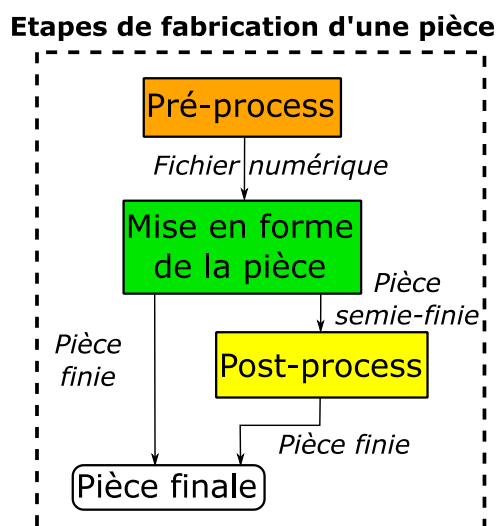 Etapes de fabrication d'une pièce
Pré-process
Fichier numérique
Mise en forme
de la pièce
Pièce
semie-finie
Pièce
finie
Post-process
Pièce finie
Pièce finale